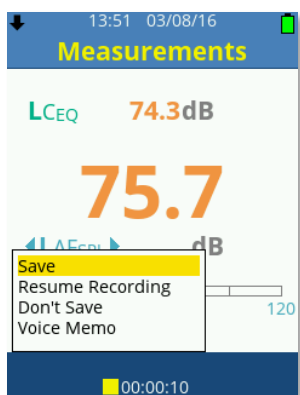 13:51 03/08/16
Measurements
LCEQ 74.3dB
75.7
LAFSPL dB
Save
Resume Recording
Don't Save
Voice Memo
120
00:00:10